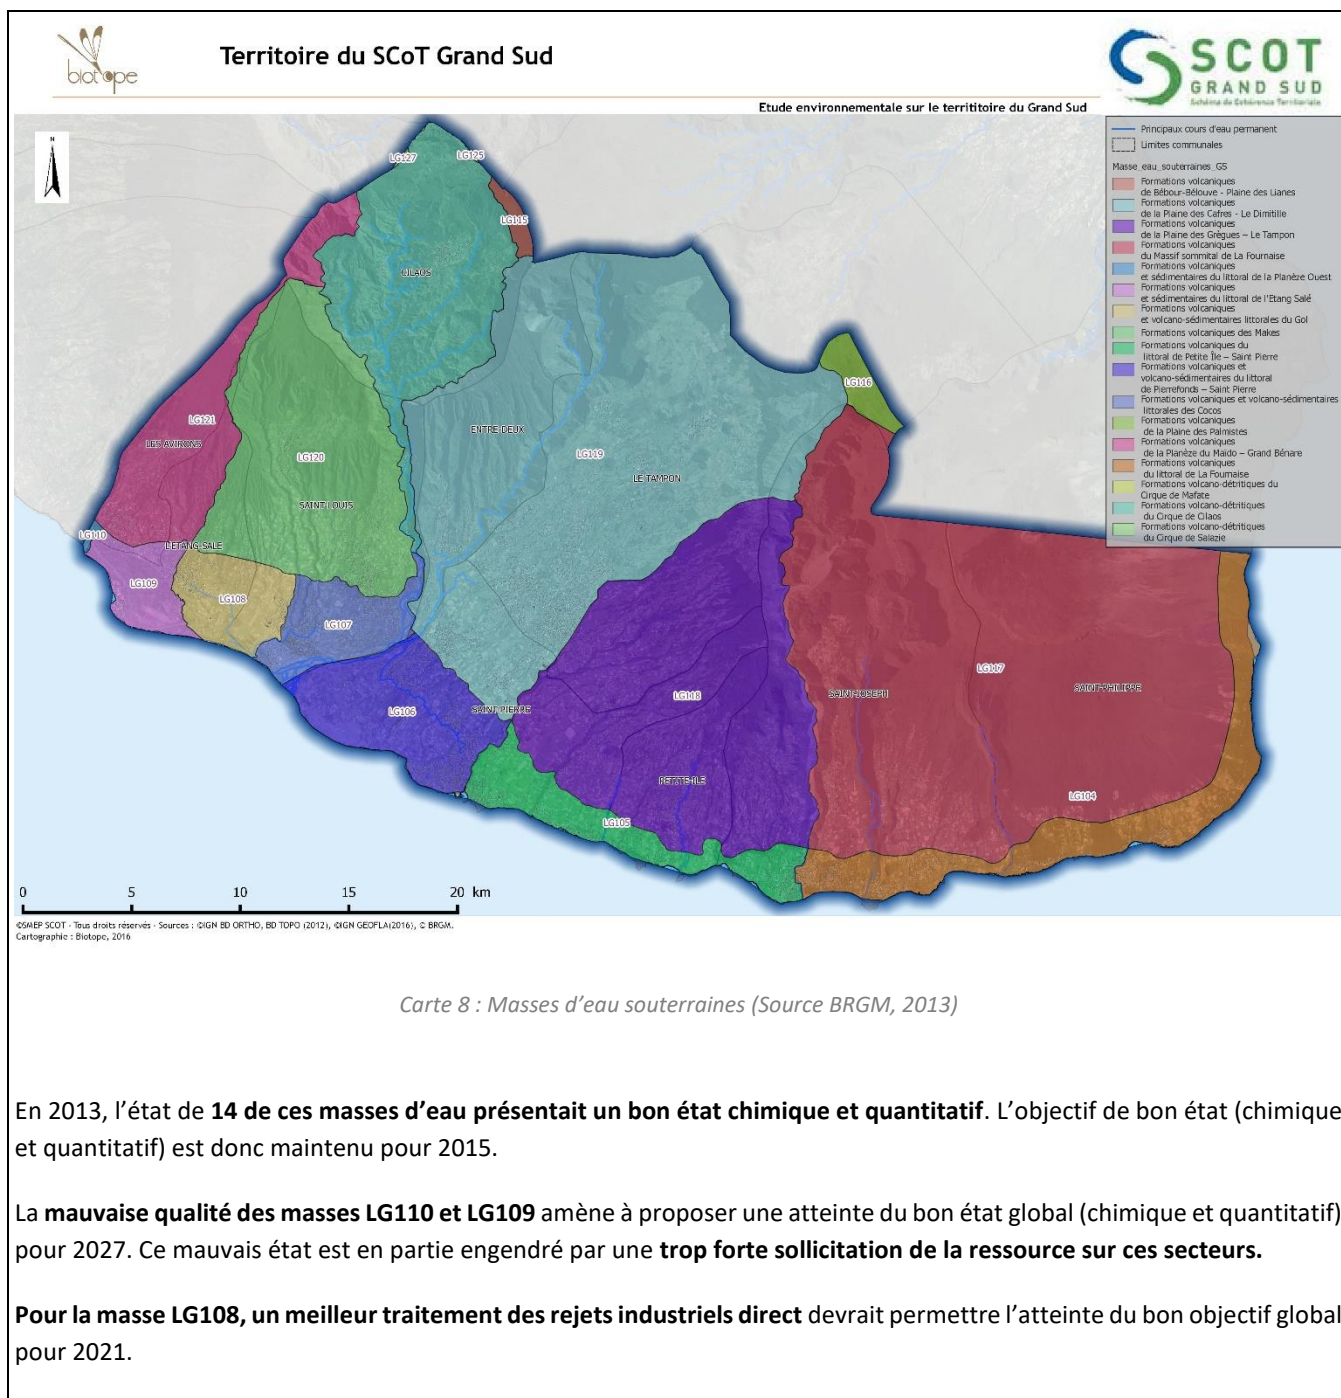 biotope
Territoire du SCoT Grand Sud
SCOT
GRAND SUD
Schéma de Cohérence Territoriale
Etude environnementale sur le territitoire du Grand Sud
N
Principaux cours d'eau permanent
Limites communales
Masse_eau_souterraines_GS
Formations volcaniques
de Bébour-Bélouve - Plaine des Lianes
Formations volcaniques
de la Plaine des Cafres - Le Dimitille
Formations volcaniques
de la Plaine des Grègues – Le Tampon
Formations volcaniques
du Massif sommital de La Fournaise
Formations volcaniques
et sédimentaires du littoral de la Planèze Ouest
Formations volcaniques
et sédimentaires du littoral de l'Etang Salé
Formations volcaniques
et volcano-sédimentaires littorales du Gol
Formations volcaniques des Makes
Formations volcaniques du
littoral de Petite Île – Saint Pierre
Formations volcaniques et
volcano-sédimentaires du littoral
de Pierrefonds – Saint Pierre
Formations volcaniques et volcano-sédimentaires
littorales des Cocos
Formations volcaniques
de la Plaine des Palmistes
Formations volcaniques
de la Planèze du Maïdo – Grand Bénare
Formations volcaniques
du littoral de La Fournaise
Formations volcano-détritiques du
Cirque de Mafate
Formations volcano-détritiques
du Cirque de Cilaos
Formations volcano-détritiques
du Cirque de Salazie
LG127
LG125
LG115
CILAOS
LG116
LG121
LES AVIRONS
LG120
ENTRE-DEUX
LG119
LE TAMPON
SAINT-LOUIS
LG110
L'ETANG-SALE
LG109
LG108
LG107
LG106
SAINT-PIERRE
LG118
SAINT-JOSEPH
LG117
SAINT-PHILIPPE
PETITE-ILE
LG104
LG105
0 5 10 15 20 km
©SMEP SCOT - Tous droits réservés - Sources : ©IGN BD ORTHO, BD TOPO (2012), ©IGN GEOFLA(2016), © BRGM.
Cartographie : Biotope, 2016
Carte 8 : Masses d'eau souterraines (Source BRGM, 2013)
En 2013, l'état de 14 de ces masses d'eau présentait un bon état chimique et quantitatif. L'objectif de bon état (chimique
et quantitatif) est donc maintenu pour 2015.
La mauvaise qualité des masses LG110 et LG109 amène à proposer une atteinte du bon état global (chimique et quantitatif)
pour 2027. Ce mauvais état est en partie engendré par une trop forte sollicitation de la ressource sur ces secteurs.
Pour la masse LG108, un meilleur traitement des rejets industriels direct devrait permettre l'atteinte du bon objectif global
pour 2021.